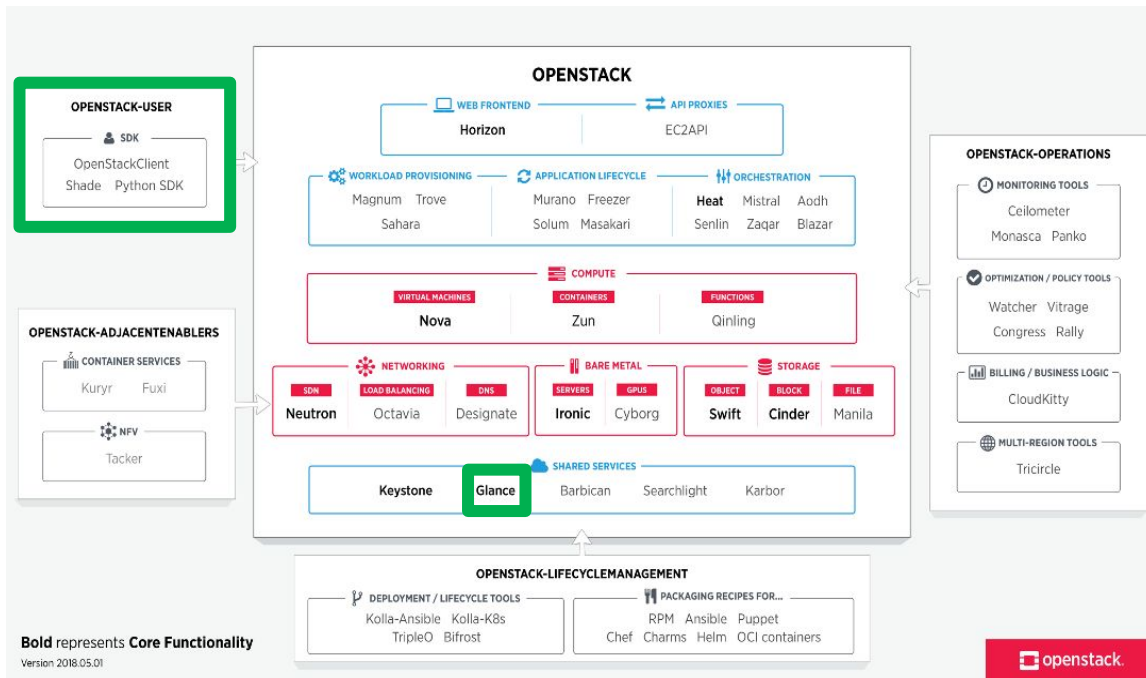 OPENSTACK
WEB FRONTEND
API PROXIES
Horizon
EC2API
WORKLOAD PROVISIONING
APPLICATION LIFECYCLE
ORCHESTRATION
Magnum Trove
Sahara
Murano Freezer
Solum Masakari
Heat Mistral Aodh
Senlin Zaqar Blazar
COMPUTE
VIRTUAL MACHINES
CONTAINERS
FUNCTIONS
Nova
Zun
Qinling
NETWORKING
SDN
LOAD BALANCING
DNS
Neutron
Octavia
Designate
BARE METAL
SERVERS
GPUS
Ironic
Cyborg
STORAGE
OBJECT
BLOCK
FILE
Swift
Cinder
Manila
SHARED SERVICES
Keystone
Glance
Barbican
Searchlight
Karbor
OPENSTACK-USER
SDK
OpenStackClient
Shade Python SDK
OPENSTACK-ADJACENTENABLERS
CONTAINER SERVICES
Kuryr Fuxi
NFV
Tacker
OPENSTACK-OPERATIONS
MONITORING TOOLS
Ceilometer
Monasca Panko
OPTIMIZATION / POLICY TOOLS
Watcher Vitrage
Congress Rally
BILLING / BUSINESS LOGIC
CloudKitty
MULTI-REGION TOOLS
Tricircle
OPENSTACK-LIFECYCLEMANAGEMENT
DEPLOYMENT / LIFECYCLE TOOLS
Kolla-Ansible Kolla-K8s
TripleO Bifrost
PACKAGING RECIPES FOR...
RPM Ansible Puppet
Chef Charms Helm OCI containers
Bold represents Core Functionality
Version 2018.05.01
openstack.